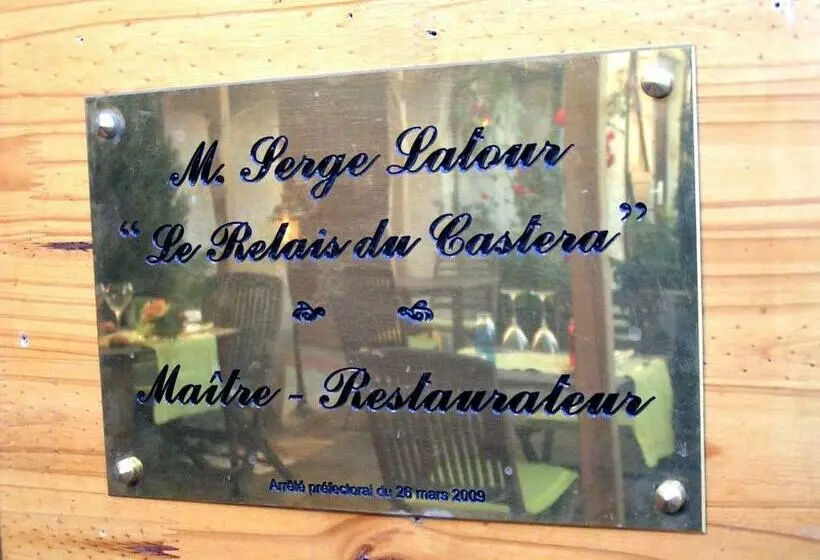 M. Serge Latour
“Le Relais du Castera”
Maître - Restaurateur
Arrêté préfectoral du 26 mars 2009